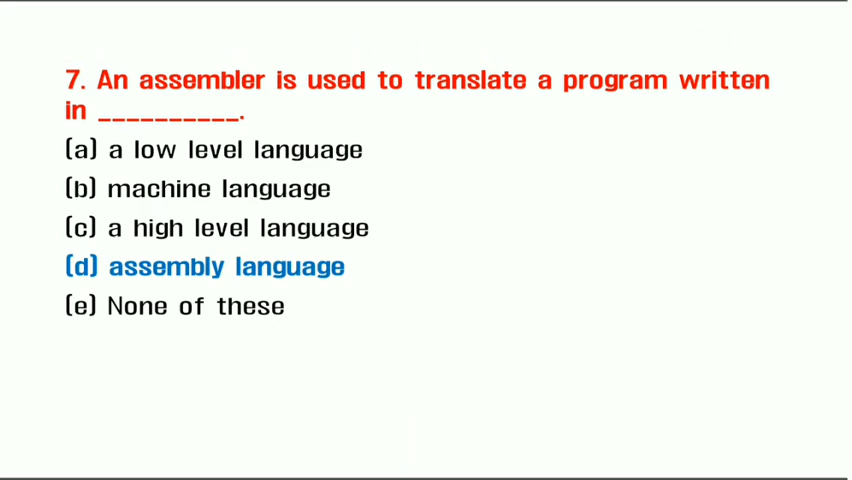 7. An assembler is used to translate a program written
in __________.
(a) a low level language
(b) machine language
(c) a high level language
(d) assembly language
(e) None of these